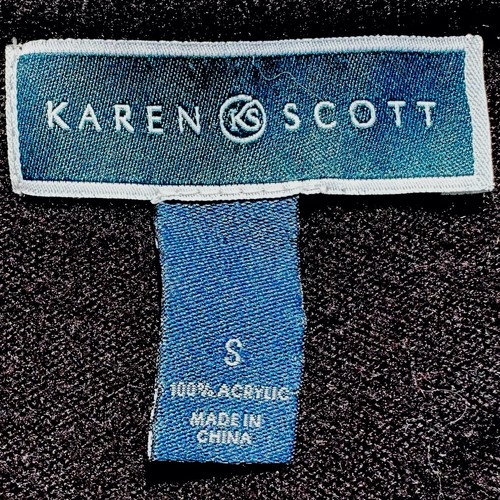 KAREN KS SCOTT
S
100% ACRYLIC
MADE IN
CHINA